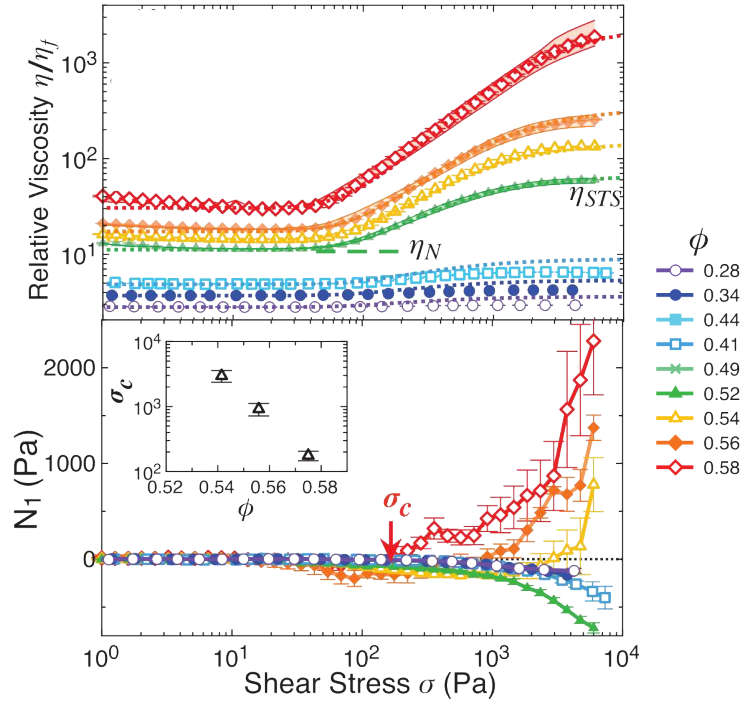 Relative Viscosity η/η_f
10³
10²
10¹
η_STS
η_N
ϕ
0.28
0.34
0.44
0.41
0.49
0.52
0.54
0.56
0.58
N₁ (Pa)
2000
1000
0
σ_c
10⁴
10³
10²
0.52 0.54 0.56 0.58
ϕ
σ_c
10⁰ 10¹ 10² 10³ 10⁴
Shear Stress σ (Pa)